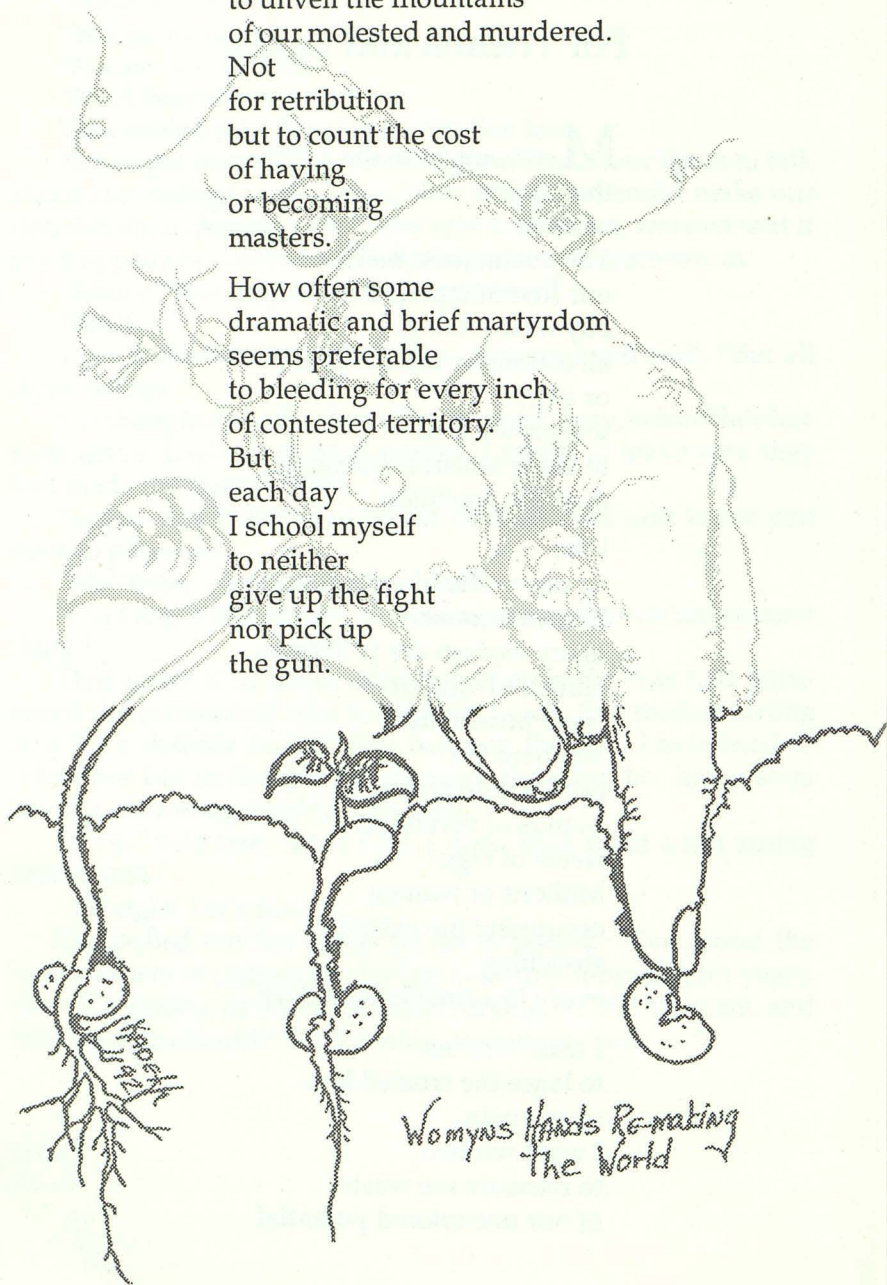 to unveil the mountains
of our molested and murdered.
Not
for retribution
but to count the cost
of having
or becoming
masters.
How often some
dramatic and brief martyrdom
seems preferable
to bleeding for every inch
of contested territory.
But
each day
I school myself
to neither
give up the fight
nor pick up
the gun.
Womyns Hands Remaking
the World